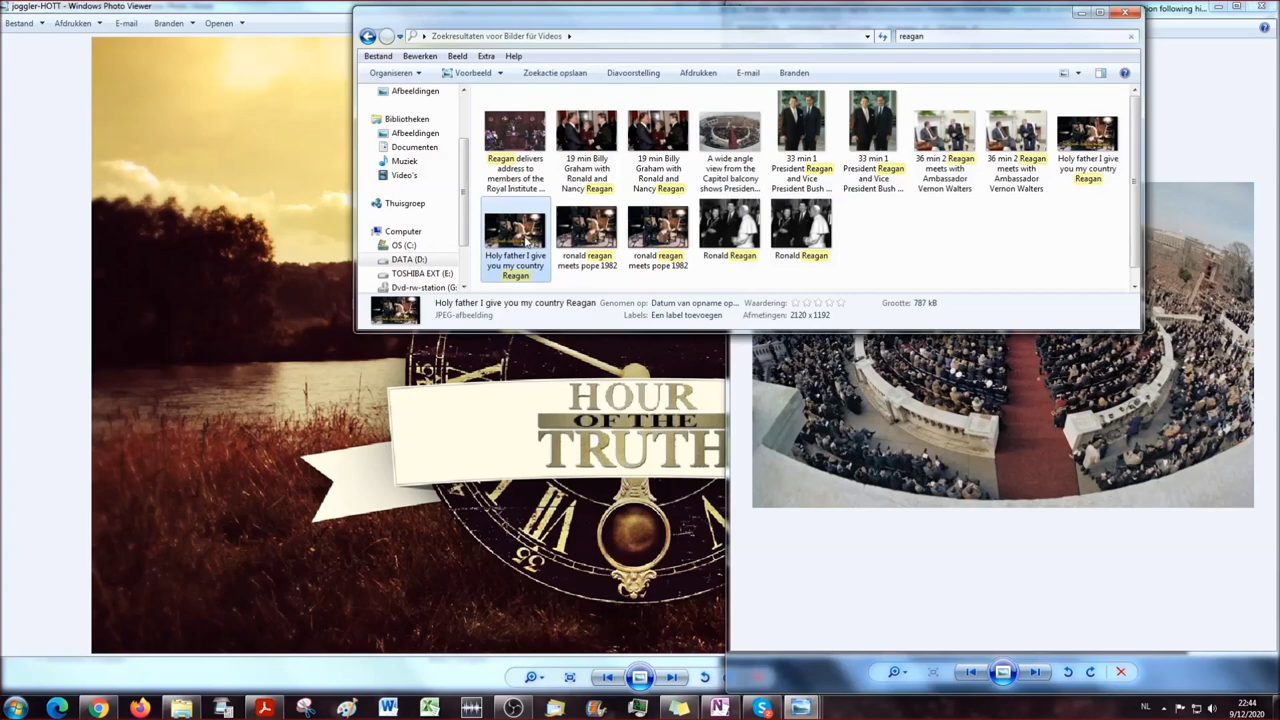 joggler-HOTT - Windows Photo Viewer
on following hi...
Bestand Afdrukken E-mail Branden Openen
Zoekresultaten voor Bilder für Videos
reagan
Bestand Bewerken Beeld Extra Help
Organiseren Voorbeeld Zoekactie opslaan Diavoorstelling Afdrukken E-mail Branden
Afbeeldingen
Bibliotheken
Afbeeldingen
Documenten
Muziek
Video's
Thuisgroep
Computer
OS (C:)
DATA (D:)
TOSHIBA EXT (E:)
Dvd-rw-station (G:
Reagan delivers address to members of the Royal Institute ...
19 min Billy Graham with Ronald and Nancy Reagan
19 min Billy Graham with Ronald and Nancy Reagan
A wide angle view from the Capitol balcony shows Presiden...
33 min 1 President Reagan and Vice President Bush ...
33 min 1 President Reagan and Vice President Bush ...
36 min 2 Reagan meets with Ambassador Vernon Walters
36 min 2 Reagan meets with Ambassador Vernon Walters
Holy father I give you my country Reagan
Holy father I give you my country Reagan
ronald reagan meets pope 1982
ronald reagan meets pope 1982
Ronald Reagan
Ronald Reagan
Holy father I give you my country Reagan Genomen op: Datum van opname op... Waardering: Grootte: 787 kB
JPEG-afbeelding Labels: Een label toevoegen Afmetingen: 2120 x 1192
HOUR
OF THE
TRUTH
NL
22:44
9/12/2020